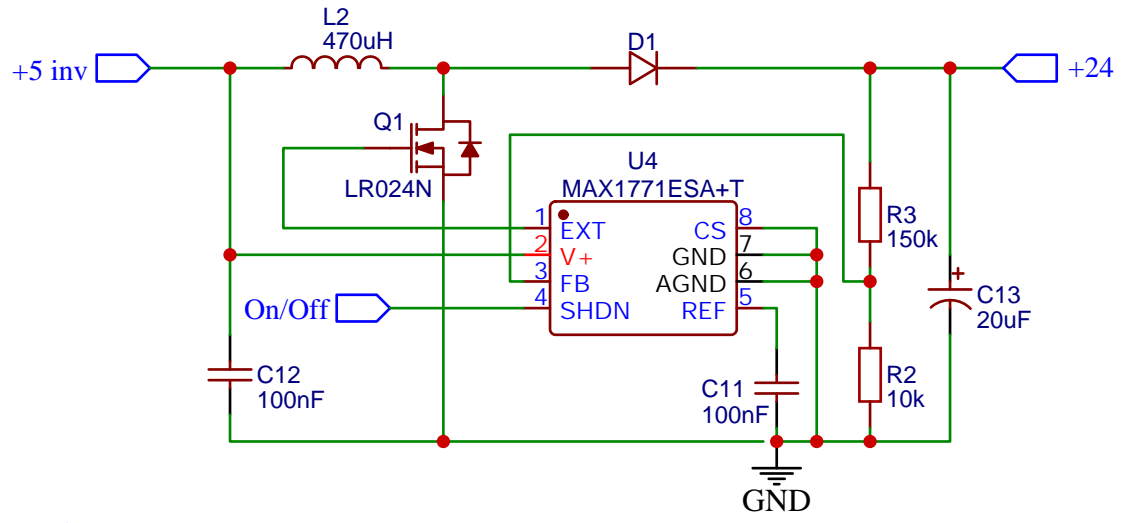 L2
470uH
D1
+5 inv
+24
Q1
LR024N
U4
MAX1771ESA+T
1
EXT
CS
8
2
V+
GND
7
3
FB
AGND
6
4
SHDN
REF
5
On/Off
R3
150k
+
C13
20uF
C12
100nF
C11
100nF
R2
10k
GND